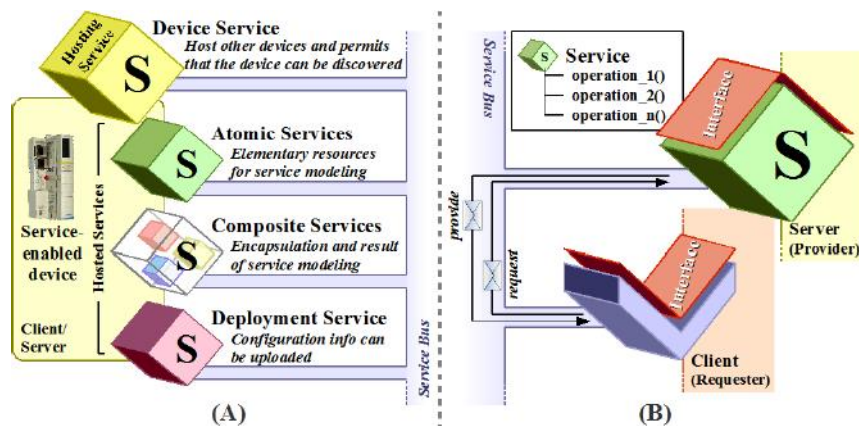 Hosting
Service
S
Device Service
Host other devices and permits
that the device can be discovered
S
Atomic Services
Elementary resources
for service modeling
Service-
enabled
device
Hosted Services
S
Composite Services
Encapsulation and result
of service modeling
Client/
Server
S
Deployment Service
Configuration info can
be uploaded
Service Bus
(A)
Service Bus
s
Service
operation_1()
operation_2()
operation_n()
Interface
S
Server
(Provider)
provide
request
Interface
Client
(Requester)
(B)